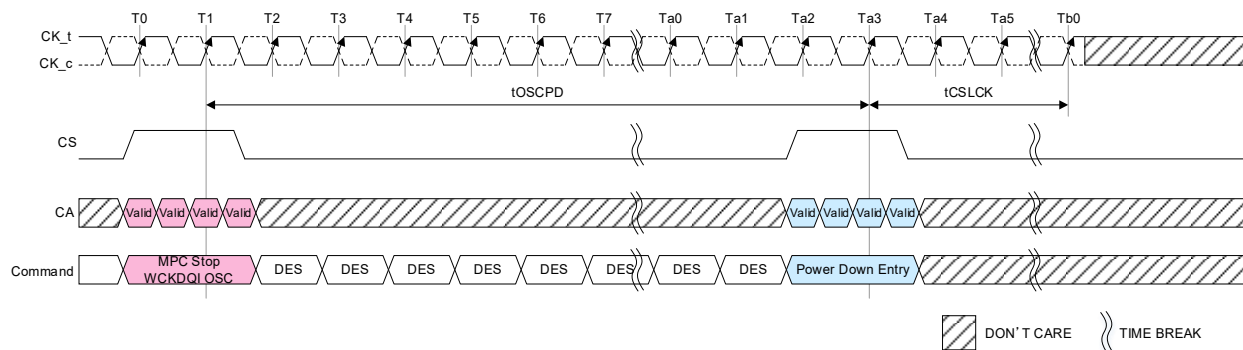 T0 T1 T2 T3 T4 T5 T6 T7 Ta0 Ta1 Ta2 Ta3 Ta4 Ta5 Tb0
CK_t
CK_c
tOSCPD tCSLCK
CS
CA Valid Valid Valid Valid Valid Valid Valid Valid
Command MPC Stop WCKDQI OSC DES DES DES DES DES DES DES DES Power Down Entry
DON'T CARE TIME BREAK